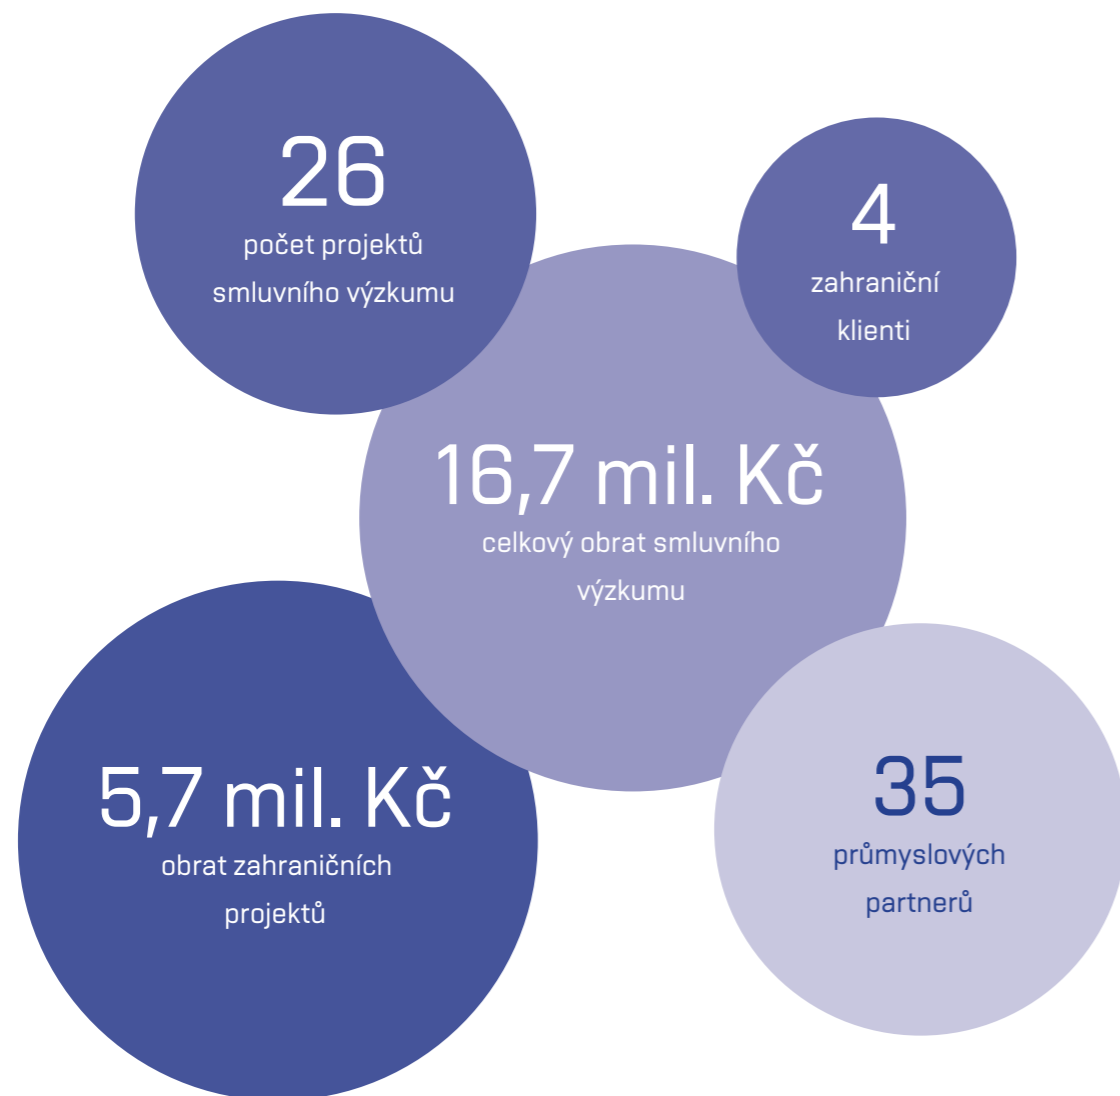 26
počet projektů
smluvního výzkumu
4
zahraniční
klienti
16,7 mil. Kč
celkový obrat smluvního
výzkumu
5,7 mil. Kč
obrat zahraničních
projektů
35
průmyslových
partnerů